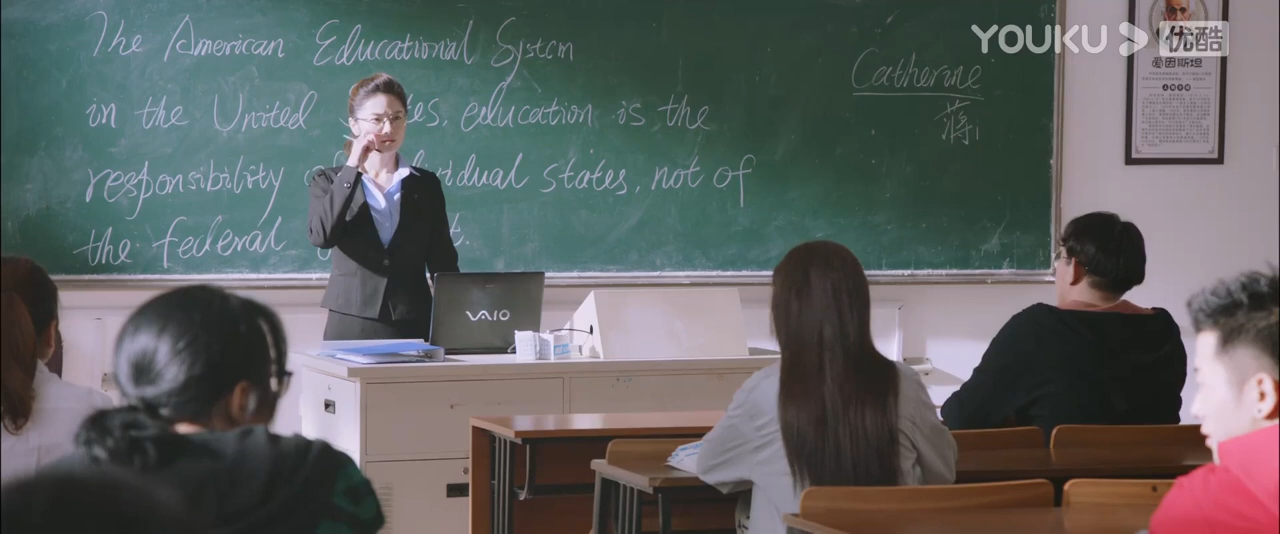 The American Educational System
in the United es, education is the
responsibility vidual states, not of
the federal t.
Catherine
蒋
VAIO
爱因斯坦
YOUKU 优酷